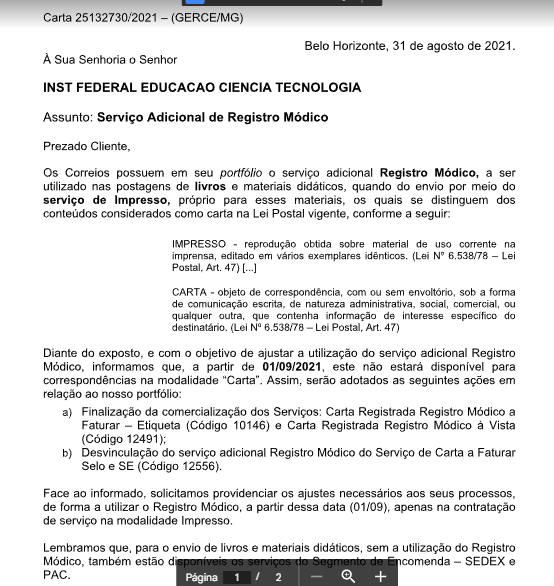 Carta 25132730/2021 – (GERCE/MG)
Belo Horizonte, 31 de agosto de 2021.
À Sua Senhoria o Senhor
INST FEDERAL EDUCACAO CIENCIA TECNOLOGIA
Assunto: Serviço Adicional de Registro Módico
Prezado Cliente,
Os Correios possuem em seu portfólio o serviço adicional Registro Módico, a ser
utilizado nas postagens de livros e materiais didáticos, quando do envio por meio do
serviço de Impresso, próprio para esses materiais, os quais se distinguem dos
conteúdos considerados como carta na Lei Postal vigente, conforme a seguir:
IMPRESSO - reprodução obtida sobre material de uso corrente na
imprensa, editado em vários exemplares idênticos. (Lei Nº 6.538/78 – Lei
Postal, Art. 47) [...]
CARTA - objeto de correspondência, com ou sem envoltório, sob a forma
de comunicação escrita, de natureza administrativa, social, comercial, ou
qualquer outra, que contenha informação de interesse específico do
destinatário. (Lei Nº 6.538/78 – Lei Postal, Art. 47)
Diante do exposto, e com o objetivo de ajustar a utilização do serviço adicional Registro
Módico, informamos que, a partir de 01/09/2021, este não estará disponível para
correspondências na modalidade “Carta”. Assim, serão adotados as seguintes ações em
relação ao nosso portfólio:
a) Finalização da comercialização dos Serviços: Carta Registrada Registro Módico a
Faturar – Etiqueta (Código 10146) e Carta Registrada Registro Módico à Vista
(Código 12491);
b) Desvinculação do serviço adicional Registro Módico do Serviço de Carta a Faturar
Selo e SE (Código 12556).
Face ao informado, solicitamos providenciar os ajustes necessários aos seus processos,
de forma a utilizar o Registro Módico, a partir dessa data (01/09), apenas na contratação
de serviço na modalidade Impresso.
Lembramos que, para o envio de livros e materiais didáticos, sem a utilização do Registro
Módico, também estão disponíveis os serviços do Segmento de Encomenda – SEDEX e
PAC.
Página 1 / 2